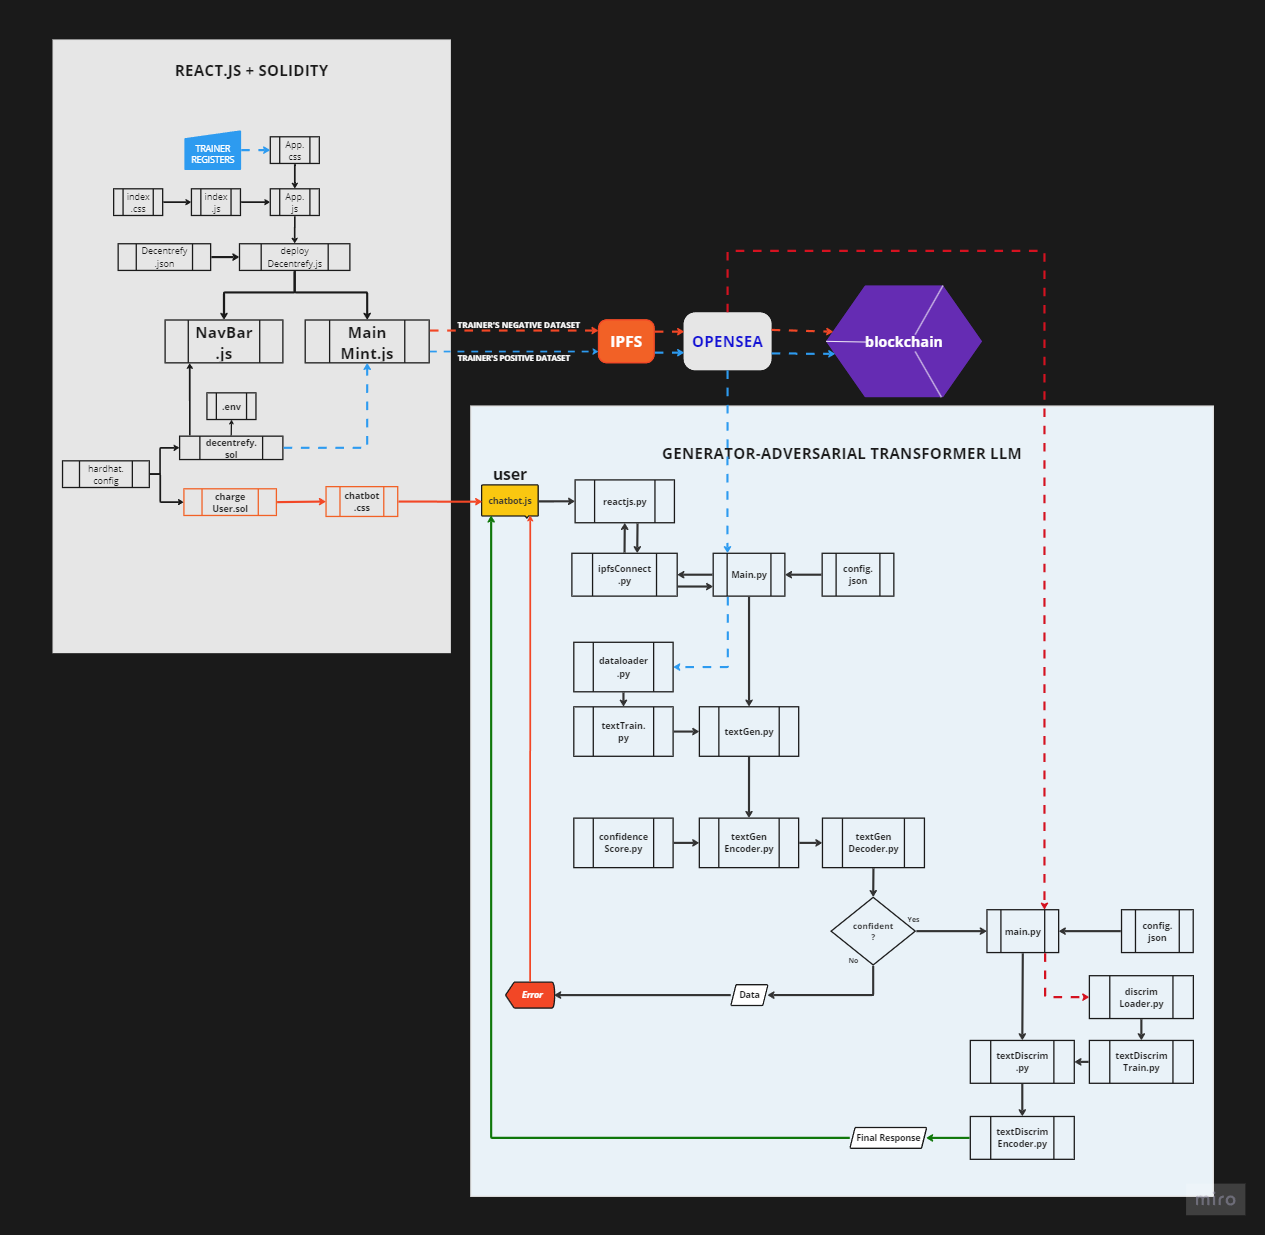 REACT.JS + SOLIDITY
TRAINER
REGISTERS
App.
css
index
.css
index
.js
App.
js
Decentrefy
.json
deploy
Decentrefy.js
NavBar
.js
Main
Mint.js
TRAINER'S NEGATIVE DATASET
TRAINER'S POSITIVE DATASET
IPFS
OPENSEA
blockchain
.env
decentrefy.
sol
hardhat.
config
charge
User.sol
chatbot
.css
GENERATOR-ADVERSARIAL TRANSFORMER LLM
user
chatbot.js
reactjs.py
ipfsConnect
.py
Main.py
config.
json
dataloader
.py
textTrain.
py
textGen.py
confidence
Score.py
textGen
Encoder.py
textGen
Decoder.py
confident
?
Yes
No
main.py
config.
json
Error
Data
discrim
Loader.py
textDiscrim
.py
textDiscrim
Train.py
Final Response
textDiscrim
Encoder.py
miro